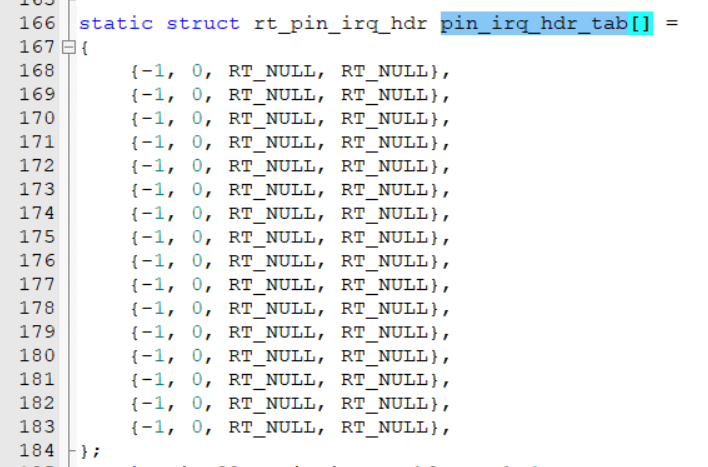 166 static struct rt_pin_irq_hdr pin_irq_hdr_tab[] =
167 {
168 {-1, 0, RT_NULL, RT_NULL},
169 {-1, 0, RT_NULL, RT_NULL},
170 {-1, 0, RT_NULL, RT_NULL},
171 {-1, 0, RT_NULL, RT_NULL},
172 {-1, 0, RT_NULL, RT_NULL},
173 {-1, 0, RT_NULL, RT_NULL},
174 {-1, 0, RT_NULL, RT_NULL},
175 {-1, 0, RT_NULL, RT_NULL},
176 {-1, 0, RT_NULL, RT_NULL},
177 {-1, 0, RT_NULL, RT_NULL},
178 {-1, 0, RT_NULL, RT_NULL},
179 {-1, 0, RT_NULL, RT_NULL},
180 {-1, 0, RT_NULL, RT_NULL},
181 {-1, 0, RT_NULL, RT_NULL},
182 {-1, 0, RT_NULL, RT_NULL},
183 {-1, 0, RT_NULL, RT_NULL},
184 };